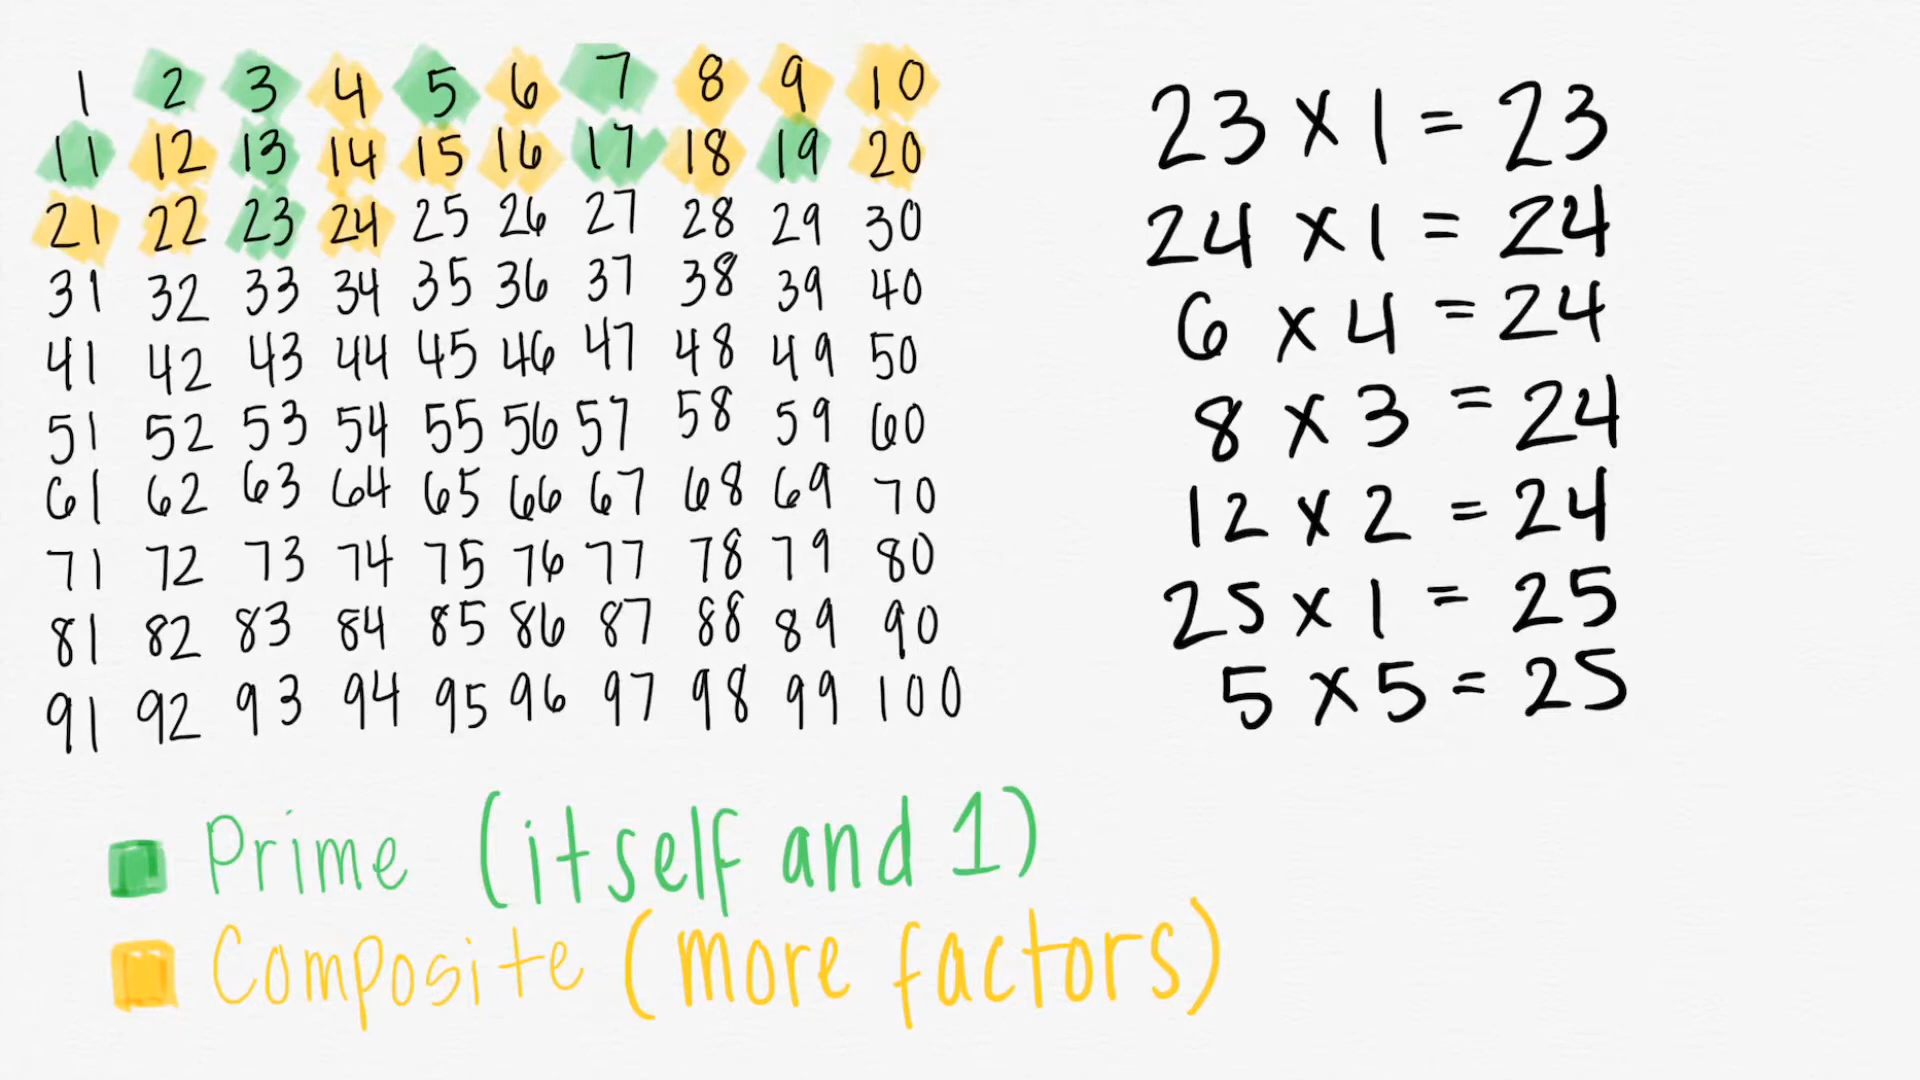 1 2 3 4 5 6 7 8 9 10
11 12 13 14 15 16 17 18 19 20
21 22 23 24 25 26 27 28 29 30
31 32 33 34 35 36 37 38 39 40
41 42 43 44 45 46 47 48 49 50
51 52 53 54 55 56 57 58 59 60
61 62 63 64 65 66 67 68 69 70
71 72 73 74 75 76 77 78 79 80
81 82 83 84 85 86 87 88 89 90
91 92 93 94 95 96 97 98 99 100
23 x 1 = 23
24 x 1 = 24
6 x 4 = 24
8 x 3 = 24
12 x 2 = 24
25 x 1 = 25
5 x 5 = 25
Prime (itself and 1)
Composite (more factors)